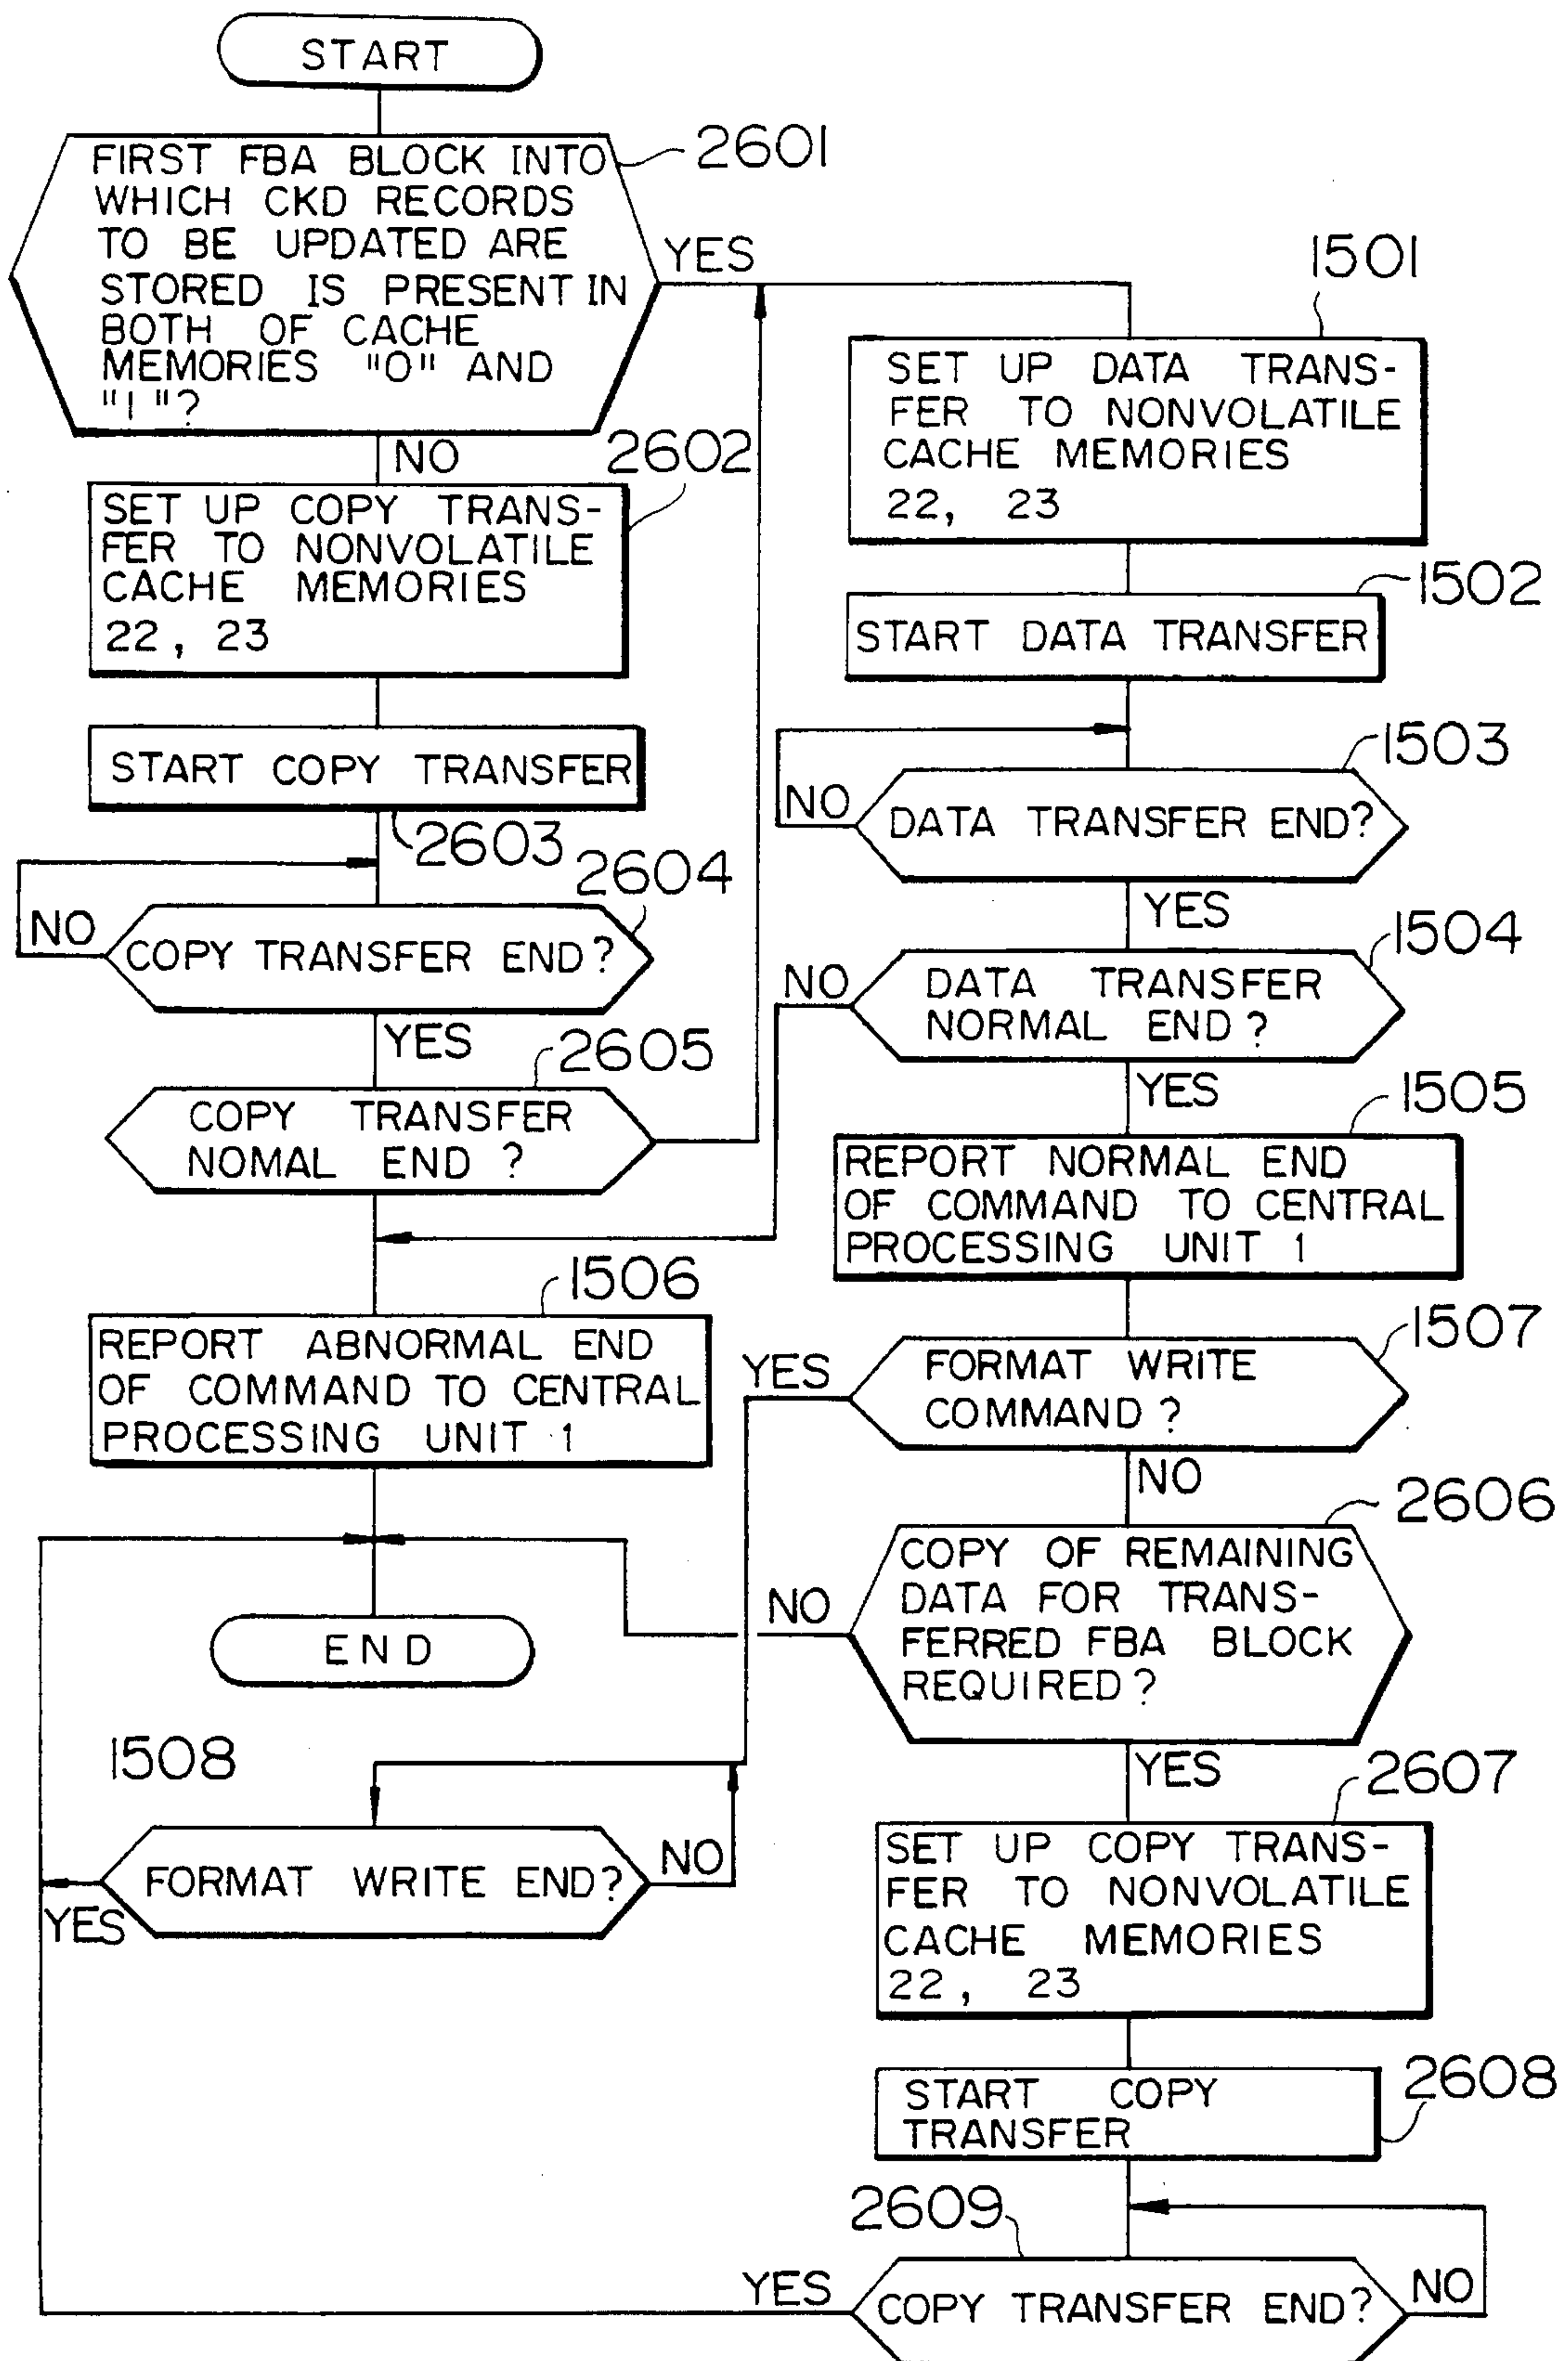 START
FIRST FBA BLOCK INTO
WHICH CKD RECORDS
TO BE UPDATED ARE
STORED IS PRESENT IN
BOTH OF CACHE
MEMORIES "0" AND
"1"?
2601
YES
NO
2602
SET UP COPY TRANS-
FER TO NONVOLATILE
CACHE MEMORIES
22, 23
START COPY TRANSFER
2603
2604
NO
COPY TRANSFER END?
YES
2605
COPY TRANSFER
NOMAL END ?
1506
REPORT ABNORMAL END
OF COMMAND TO CENTRAL
PROCESSING UNIT 1
END
1508
FORMAT WRITE END?
NO
YES
1501
SET UP DATA TRANS-
FER TO NONVOLATILE
CACHE MEMORIES
22, 23
1502
START DATA TRANSFER
1503
NO
DATA TRANSFER END?
YES
1504
NO
DATA TRANSFER
NORMAL END ?
YES
1505
REPORT NORMAL END
OF COMMAND TO CENTRAL
PROCESSING UNIT 1
1507
YES
FORMAT WRITE
COMMAND ?
NO
2606
COPY OF REMAINING
DATA FOR TRANS-
FERRED FBA BLOCK
REQUIRED ?
NO
YES
2607
SET UP COPY TRANS-
FER TO NONVOLATILE
CACHE MEMORIES
22, 23
2608
START COPY
TRANSFER
2609
YES
COPY TRANSFER END?
NO